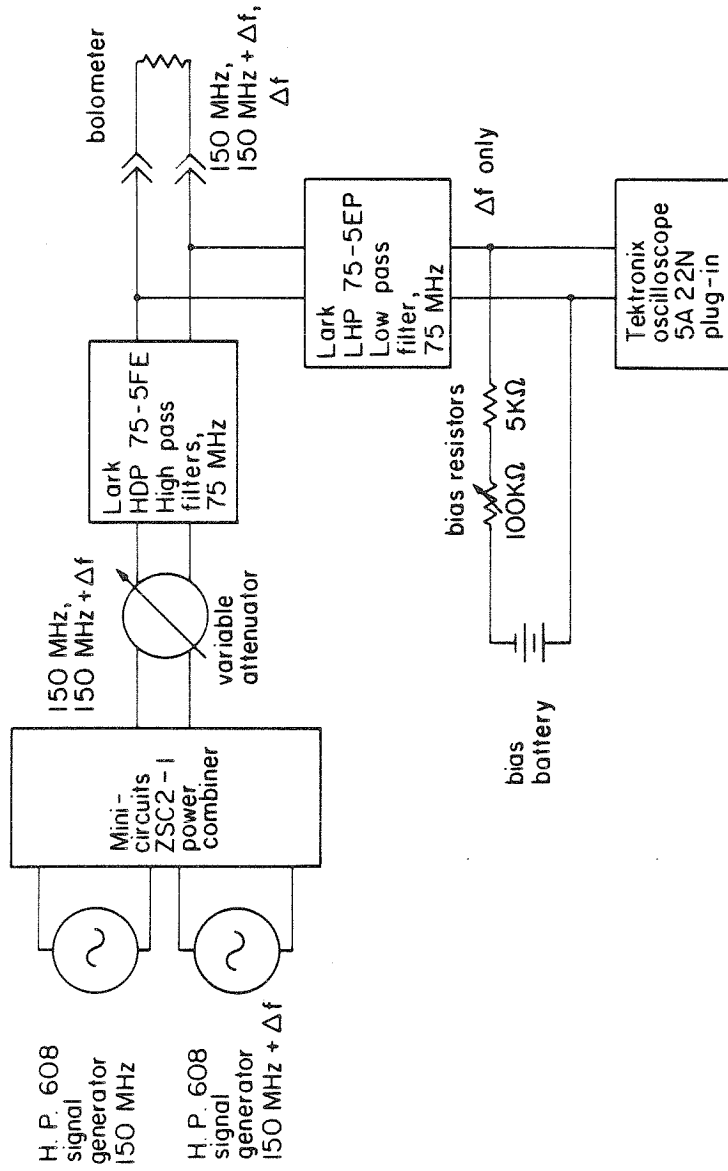 H. P. 608
signal
generator
150 MHz
H. P. 608
signal
generator
150 MHz + Δf
Mini-
circuits
ZSC2-1
power
combiner
150 MHz,
150 MHz + Δf
variable
attenuator
Lark
HDP 75-5FE
High pass
filters,
75 MHz
bolometer
150 MHz,
150 MHz + Δf,
Δf
Lark
LHP 75-5EP
Low pass
filter,
75 MHz
Δf only
bias resistors
100KΩ 5KΩ
bias
battery
Tektronix
oscilloscope
5A22N
plug-in